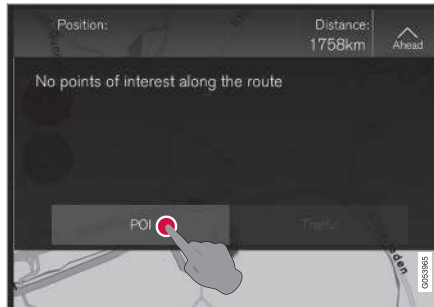 Position:
Distance:
1758km
Ahead
No points of interest along the route
POI
Traffic
G053965